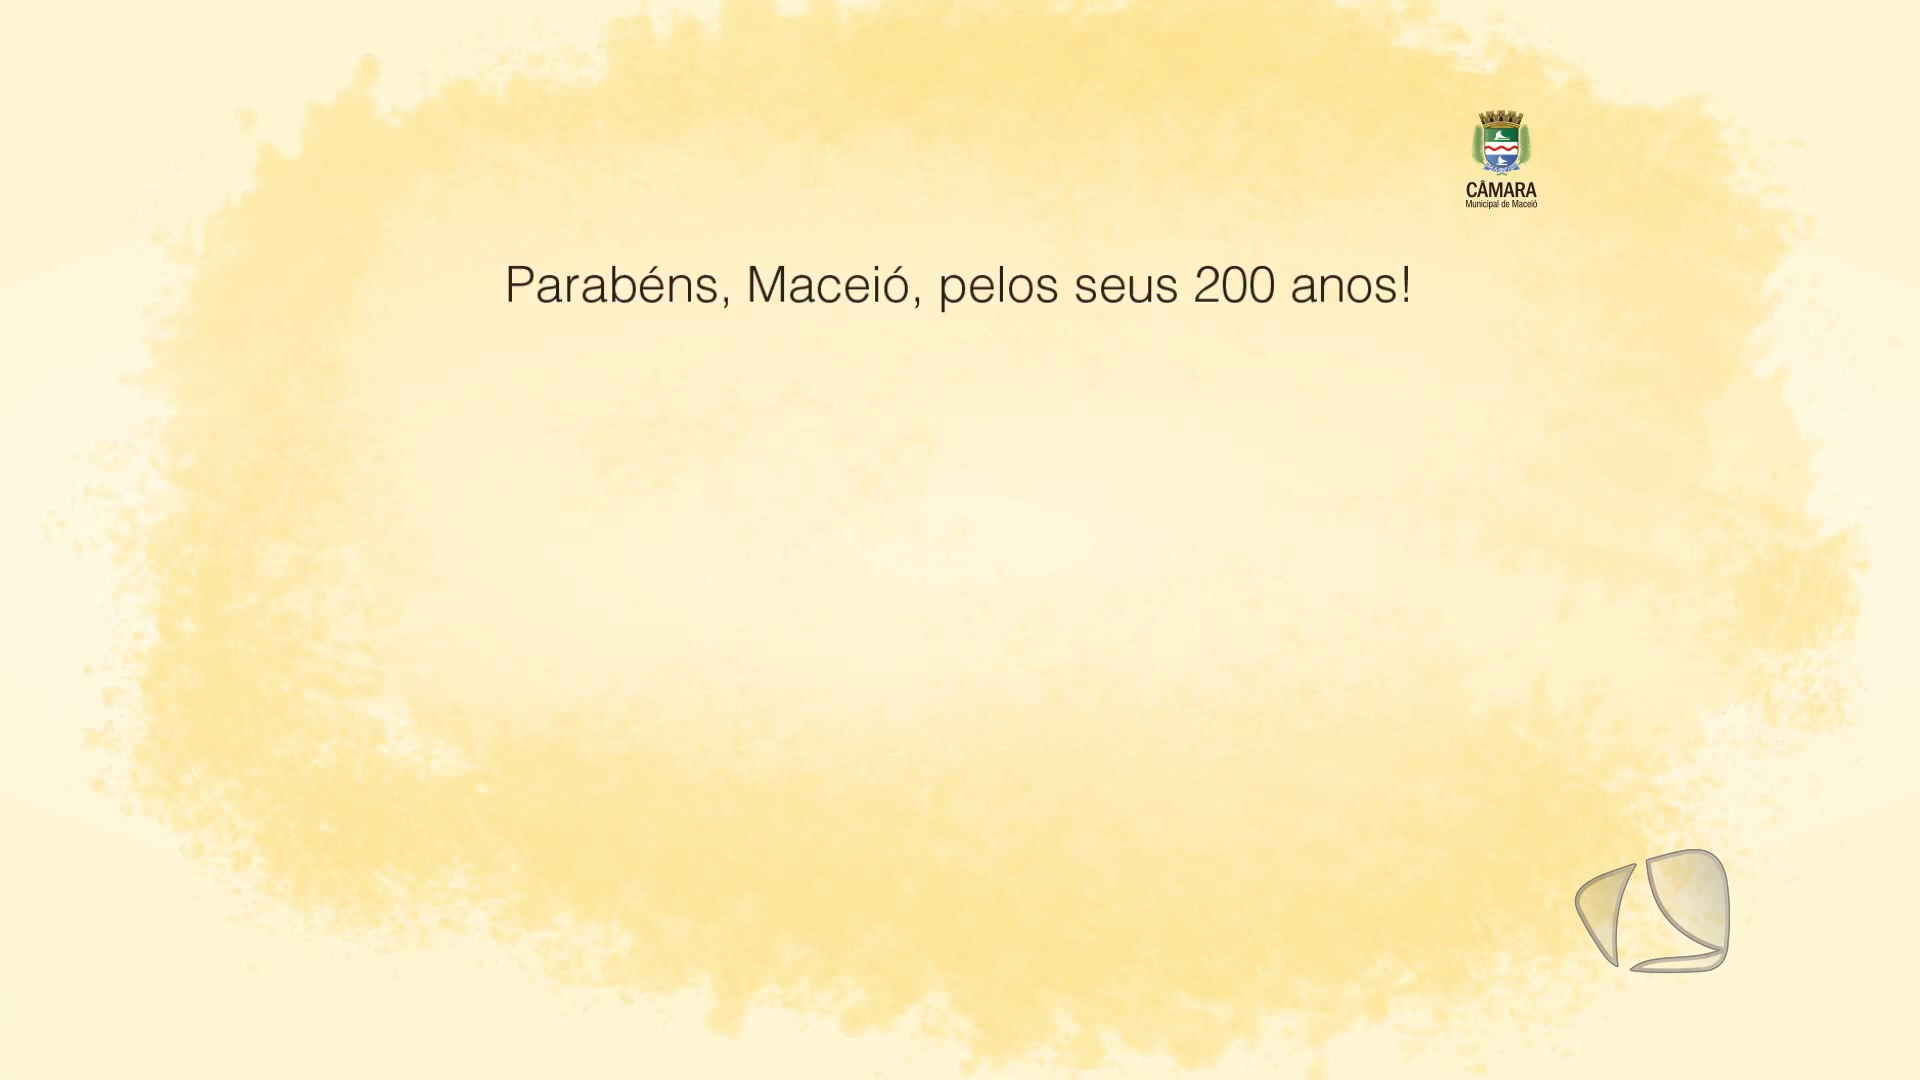 CÂMARA
Municipal de Maceió
Parabéns, Maceió, pelos seus 200 anos!